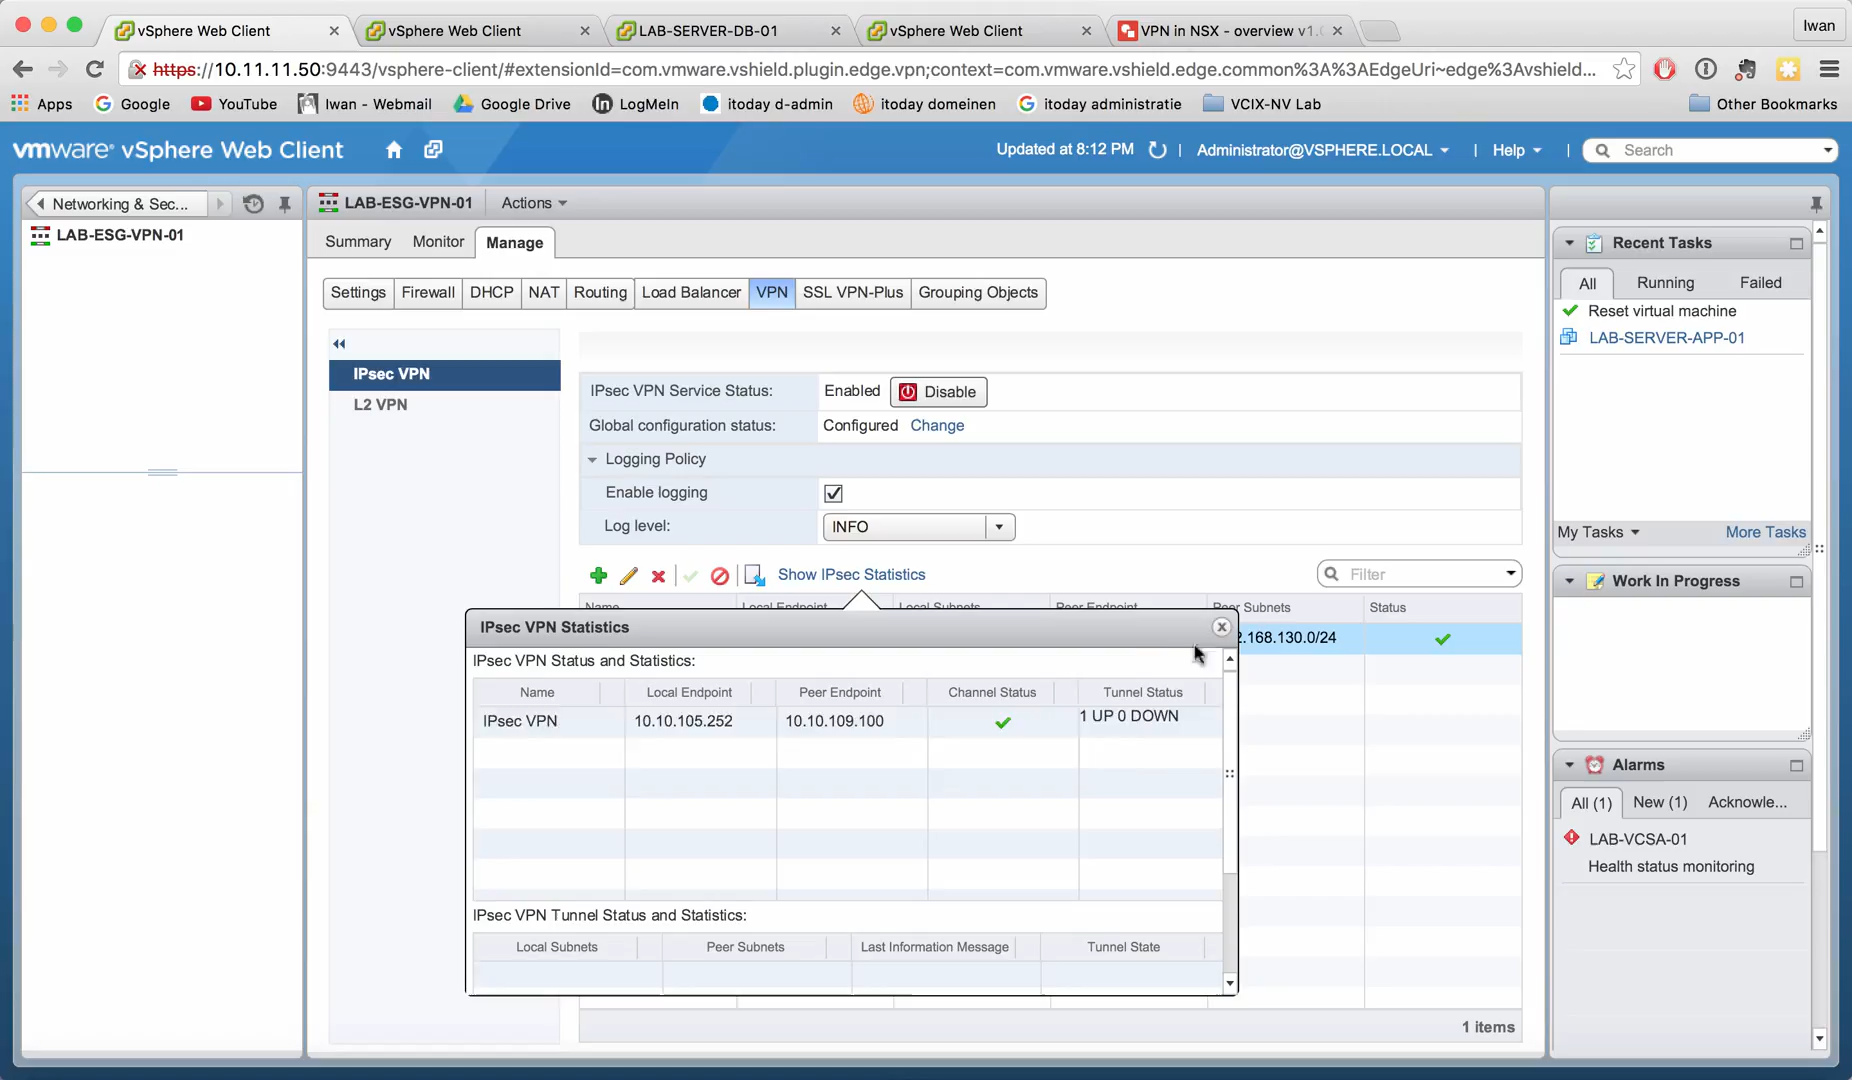 vSphere Web Client
vSphere Web Client
LAB-SERVER-DB-01
vSphere Web Client
VPN in NSX - overview v1.
Iwan
https://10.11.11.50:9443/vsphere-client/#extensionId=com.vmware.vshield.plugin.edge.vpn;context=com.vmware.vshield.edge.common%3A%3AEdgeUri~edge%3Avshield...
Apps
Google
YouTube
Iwan - Webmail
Google Drive
LogMeIn
itoday d-admin
itoday domeinen
itoday administratie
VCIX-NV Lab
Other Bookmarks
vmware® vSphere Web Client
Updated at 8:12 PM
Administrator@VSPHERE.LOCAL
Help
Search
Networking & Sec...
LAB-ESG-VPN-01
LAB-ESG-VPN-01
Actions
Summary
Monitor
Manage
Settings
Firewall
DHCP
NAT
Routing
Load Balancer
VPN
SSL VPN-Plus
Grouping Objects
IPsec VPN
L2 VPN
IPsec VPN Service Status:
Enabled
Disable
Global configuration status:
Configured
Change
Logging Policy
Enable logging
Log level:
INFO
Show IPsec Statistics
Filter
Name
Local Endpoint
Local Subnets
Peer Endpoint
Peer Subnets
Status
2.168.130.0/24
IPsec VPN Statistics
IPsec VPN Status and Statistics:
Name
Local Endpoint
Peer Endpoint
Channel Status
Tunnel Status
IPsec VPN
10.10.105.252
10.10.109.100
1 UP 0 DOWN
IPsec VPN Tunnel Status and Statistics:
Local Subnets
Peer Subnets
Last Information Message
Tunnel State
1 items
Recent Tasks
All
Running
Failed
Reset virtual machine
LAB-SERVER-APP-01
My Tasks
More Tasks
Work In Progress
Alarms
All (1)
New (1)
Acknowle...
LAB-VCSA-01
Health status monitoring